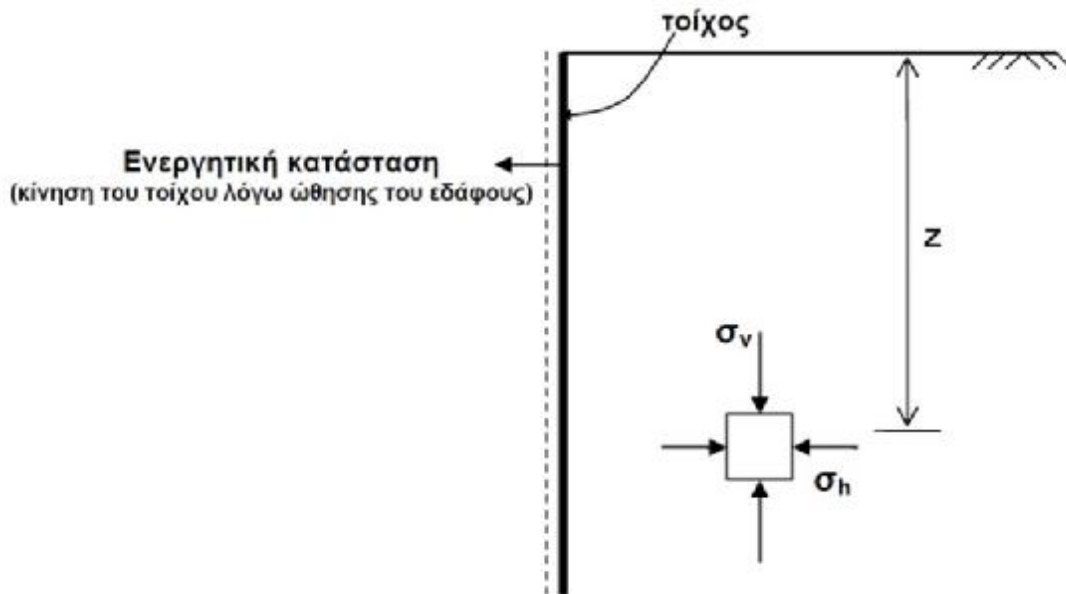 τοίχος
Ενεργητική κατάσταση
(κίνηση του τοίχου λόγω ώθησης του εδάφους)
z
σv
σh